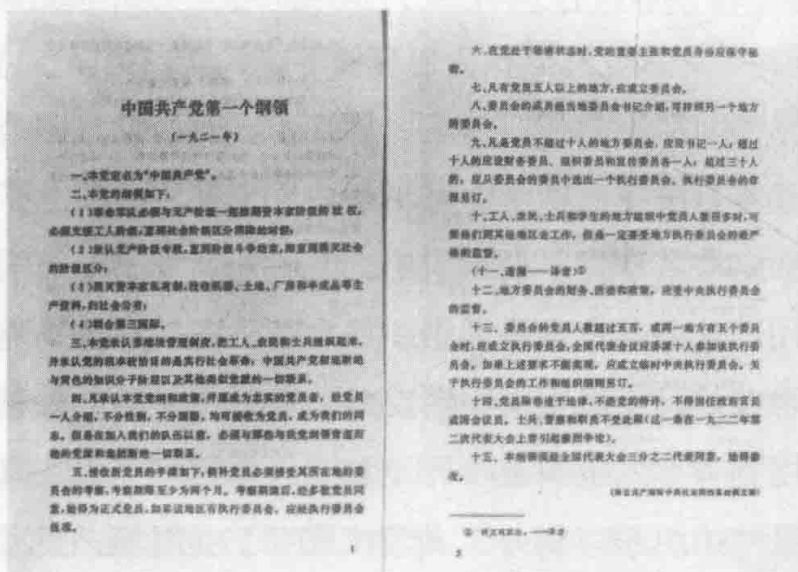 中国共产党第一个纲领
（一九二一年）
一、本党定名为“中国共产党”。
二、本党的纲领如下：
（1）革命军队必须与无产阶级一起推翻资本家阶级的政权，
必须支援工人阶级，直到社会阶级区分消除的时候；
（2）承认无产阶级专政，直到阶级斗争结束，即直到消灭社会
的阶级区分；
（3）消灭资本家私有制，没收机器、土地、厂房和半成品等生
产资料，归社会公有；
（4）联合第三国际。
三、本党承认苏维埃管理制度，把工人、农民和士兵组织起来，
并承认党的根本政治目的是实行社会革命；中国共产党彻底断绝
与黄色的知识分子阶层以及其他类似党派的一切联系。
四、凡承认本党党纲和政策，并愿成为忠实的党员者，经党员
一人介绍，不分性别，不分国籍，均可接收为党员，成为我们的同
志。但是在加入我们的队伍以前，必须与那些与我党纲领背道而
驰的党派和集团断绝一切联系。
五、接收新党员的手续如下：候补党员必须接受其所在地的委
员会的考察，考察期限至少为两个月。考察期满后，经多数党员同
意，始得为正式党员，如果该地区有执行委员会，应经执行委员会
批准。
1
六、在党处于秘密状态时，党的重要主张和党员身份应保守秘
密。
七、凡有党员五人以上的地方，应成立委员会。
八、委员会的成员经当地委员会书记介绍，可转到另一个地方
的委员会。
九、凡是党员不超过十人的地方委员会，应设书记一人；超过
十人的应设财务委员、组织委员和宣传委员各一人；超过三十人
的，应从委员会的委员中选出一个执行委员会。执行委员会的章
程另订。
十、工人、农民、士兵和学生的地方组织中党员人数很多时，可
派他们到其他地区去工作，但是一定要受地方执行委员会的最严
格的监督。
（十一、遗漏——译者）①
十二、地方委员会的财务、活动和政策，应受中央执行委员会
的监督。
十三、委员会的党员人数超过五百，或同一地方有五个委员
会时，应成立执行委员会，全国代表会议应委派十人参加该执行委
员会。如果上述要求不能实现，应成立临时中央执行委员会。关
于执行委员会的工作和组织细则另订。
十四、党员除非迫于法律，不经党的特许，不得担任政府官员
或国会议员。士兵、警察和职员不受此限（这一条在一九二二年第
二次代表大会上曾引起激烈争论）。
十五、本纲领须经全国代表大会三分之二代表同意，始得修
改。
2